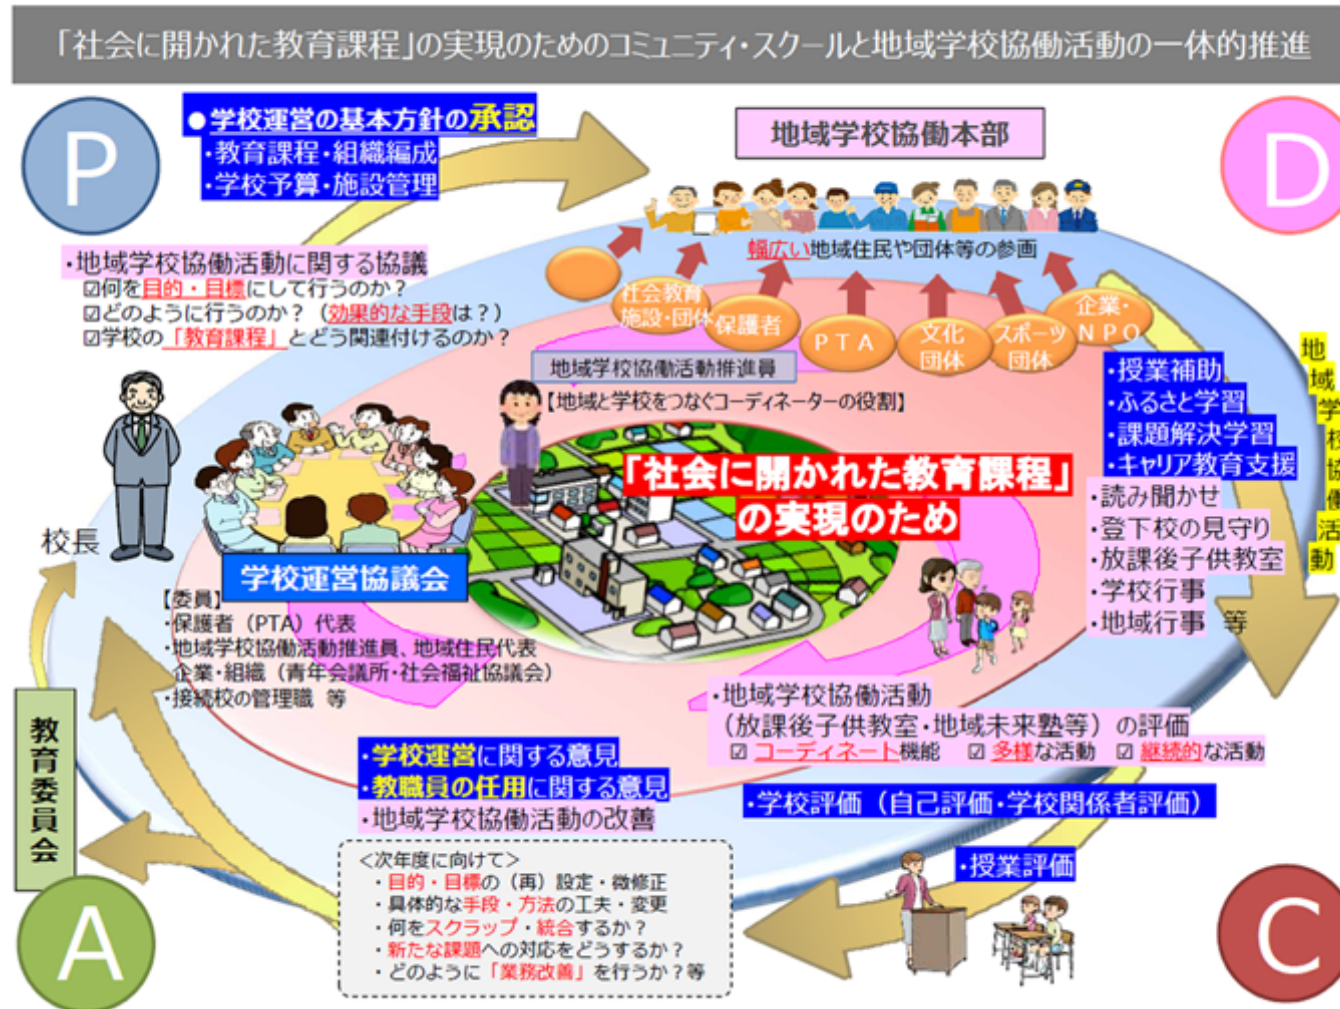 「社会に開かれた教育課程」の実現のためのコミュニティ・スクールと地域学校協働活動の一体的推進
P
●学校運営の基本方針の承認
・教育課程・組織編成
・学校予算・施設管理
地域学校協働本部
D
・地域学校協働活動に関する協議
☑何を目的・目標にして行うのか？
☑どのように行うのか？（効果的な手段は？）
☑学校の「教育課程」とどう関連付けるのか？
幅広い地域住民や団体等の参画
社会教育
施設・団体
保護者
PTA
文化
団体
スポーツ
団体
企業・
NPO
地域学校協働活動推進員
【地域と学校をつなぐコーディネーターの役割】
地域学校協働活動
・授業補助
・ふるさと学習
・課題解決学習
・キャリア教育支援
・読み聞かせ
・登下校の見守り
・放課後子供教室
・学校行事
・地域行事 等
「社会に開かれた教育課程」
の実現のため
校長
学校運営協議会
【委員】
・保護者（PTA）代表
・地域学校協働活動推進員、地域住民代表
企業・組織（青年会議所・社会福祉協議会）
・接続校の管理職 等
教育委員会
・地域学校協働活動
（放課後子供教室・地域未来塾等）の評価
☑ コーディネート機能 ☑ 多様な活動 ☑ 継続的な活動
・学校評価（自己評価・学校関係者評価）
・授業評価
C
・学校運営に関する意見
・教職員の任用に関する意見
・地域学校協働活動の改善
＜次年度に向けて＞
・目的・目標の（再）設定・微修正
・具体的な手段・方法の工夫・変更
・何をスクラップ・統合するか？
・新たな課題への対応をどうするか？
・どのように「業務改善」を行うか？等
A